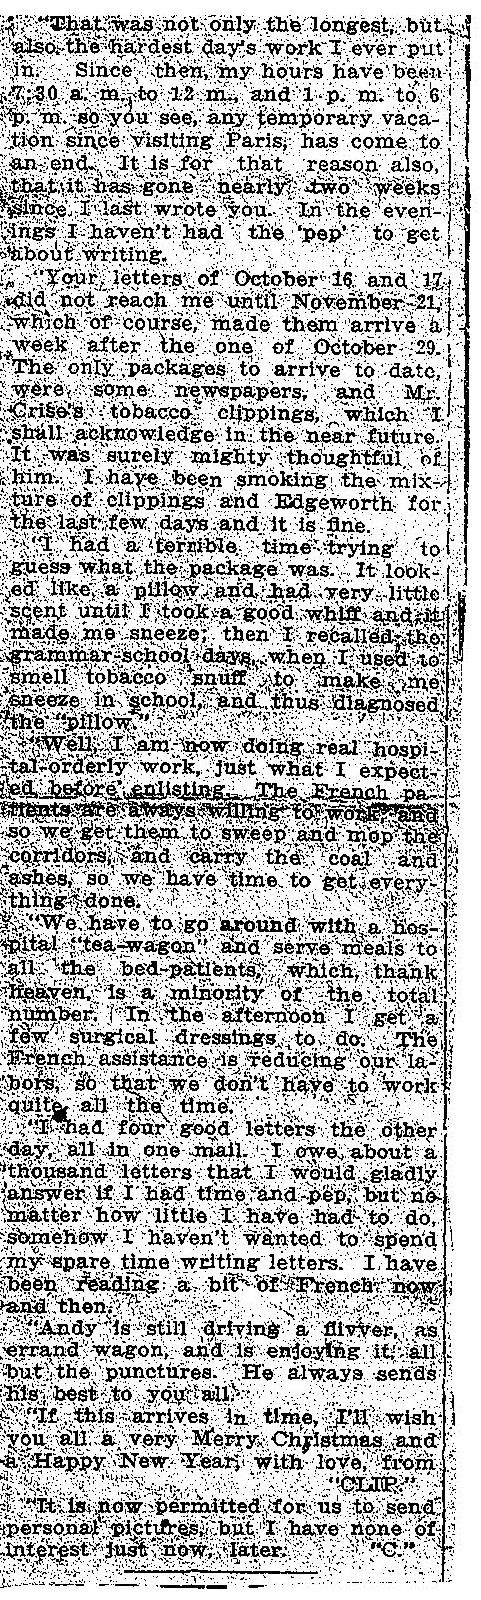 "That was not only the longest, but
also the hardest day's work I ever put
in. Since then, my hours have been
7:30 a. m. to 12 m., and 1 p. m. to 6
p. m. so you see, any temporary vaca-
tion since visiting Paris, has come to
an end. It is for that reason also,
that it has gone nearly two weeks
since I last wrote you. In the even-
ings I haven't had the 'pep' to get
about writing.
"Your letters of October 16 and 17
did not reach me until November 21,
which of course, made them arrive a
week after the one of October 29.
The only packages to arrive to date,
were some newspapers, and Mr.
Crise's tobacco clippings, which I
shall acknowledge in the near future.
It was surely mighty thoughtful of
him. I have been smoking the mix-
ture of clippings and Edgeworth for
the last few days and it is fine.
"I had a terrible time trying to
guess what the package was. It look-
ed like a pillow and had very little
scent until I took a good whiff and it
made me sneeze; then I recalled the
grammar-school days, when I used to
smell tobacco snuff to make me
sneeze in school, and thus diagnosed
the "pillow."
"Well, I am now doing real hospi-
tal-orderly work, just what I expect-
ed before enlisting. The French pa-
tients are always willing to work and
so we get them to sweep and mop the
corridors, and carry the coal and
ashes, so we have time to get every-
thing done.
"We have to go around with a hos-
pital "tea-wagon" and serve meals to
all the bed-patients, which, thank
heaven, is a minority of the total
number. In the afternoon I get a
few surgical dressings to do. The
French assistance is reducing our la-
bors, so that we don't have to work
quite all the time.
"I had four good letters the other
day, all in one mail. I owe about a
thousand letters that I would gladly
answer if I had time and pep, but no
matter how little I have had to do,
somehow I haven't wanted to spend
my spare time writing letters. I have
been reading a bit of French now
and then.
"Andy is still driving a flivver, as
errand wagon, and is enjoying it all
but the punctures. He always sends
his best to you all.
"If this arrives in time, I'll wish
you all a very Merry Christmas and
a Happy New Year, with love, from
"CLIP."
"It is now permitted for us to send
personal pictures, but I have none of
interest just now, later. "C."